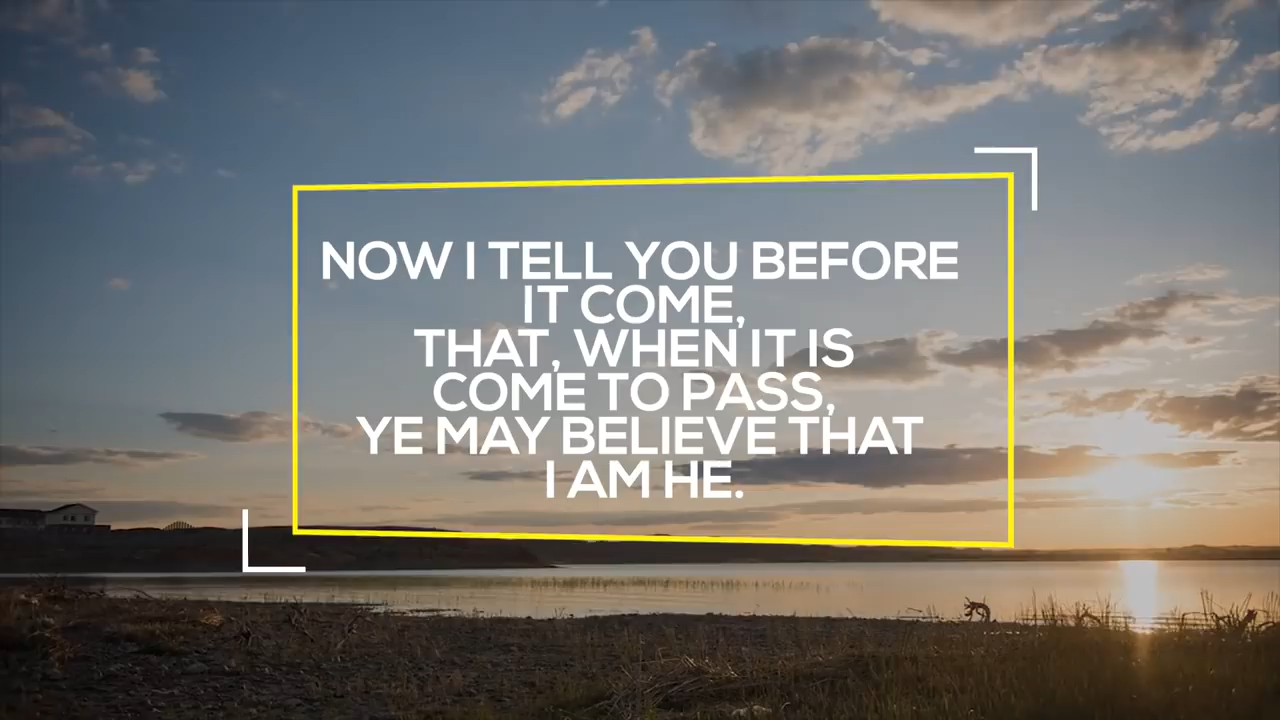 NOW I TELL YOU BEFORE
IT COME,
THAT, WHEN IT IS
COME TO PASS,
YE MAY BELIEVE THAT
I AM HE.